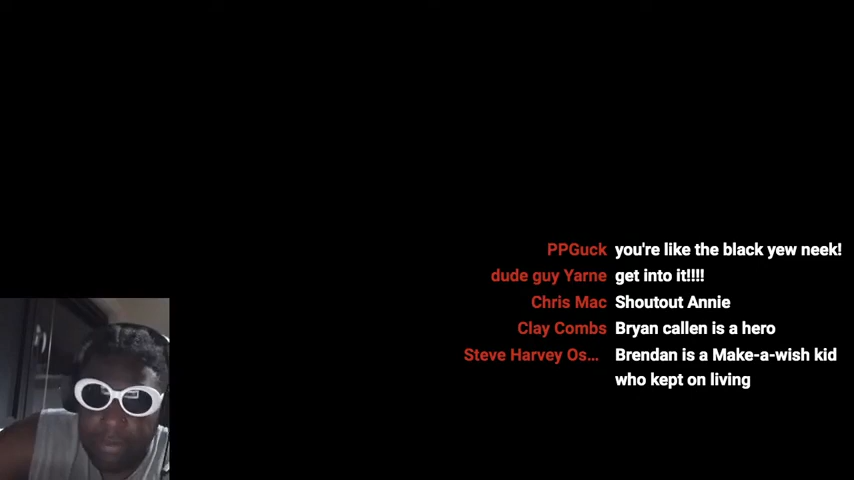 PPGuck you're like the black yew neek!
dude guy Yarne get into it!!!!
Chris Mac Shoutout Annie
Clay Combs Bryan callen is a hero
Steve Harvey Os... Brendan is a Make-a-wish kid
who kept on living